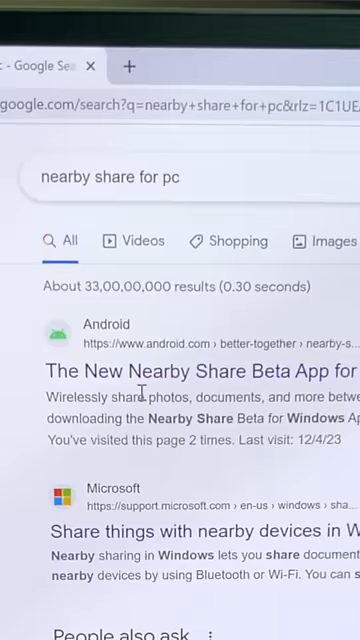 - Google Sea
google.com/search?q=nearby+share+for+pc&rlz=1C1UE
nearby share for pc
All Videos Shopping Images
About 33,00,00,000 results (0.30 seconds)
Android
https://www.android.com › better-together › nearby-s...
The New Nearby Share Beta App for
Wirelessly share photos, documents, and more betwe
downloading the Nearby Share Beta for Windows Ap
You've visited this page 2 times. Last visit: 12/4/23
Microsoft
https://support.microsoft.com › en-us › windows › sha...
Share things with nearby devices in W
Nearby sharing in Windows lets you share document
nearby devices by using Bluetooth or Wi-Fi. You can s
People also ask